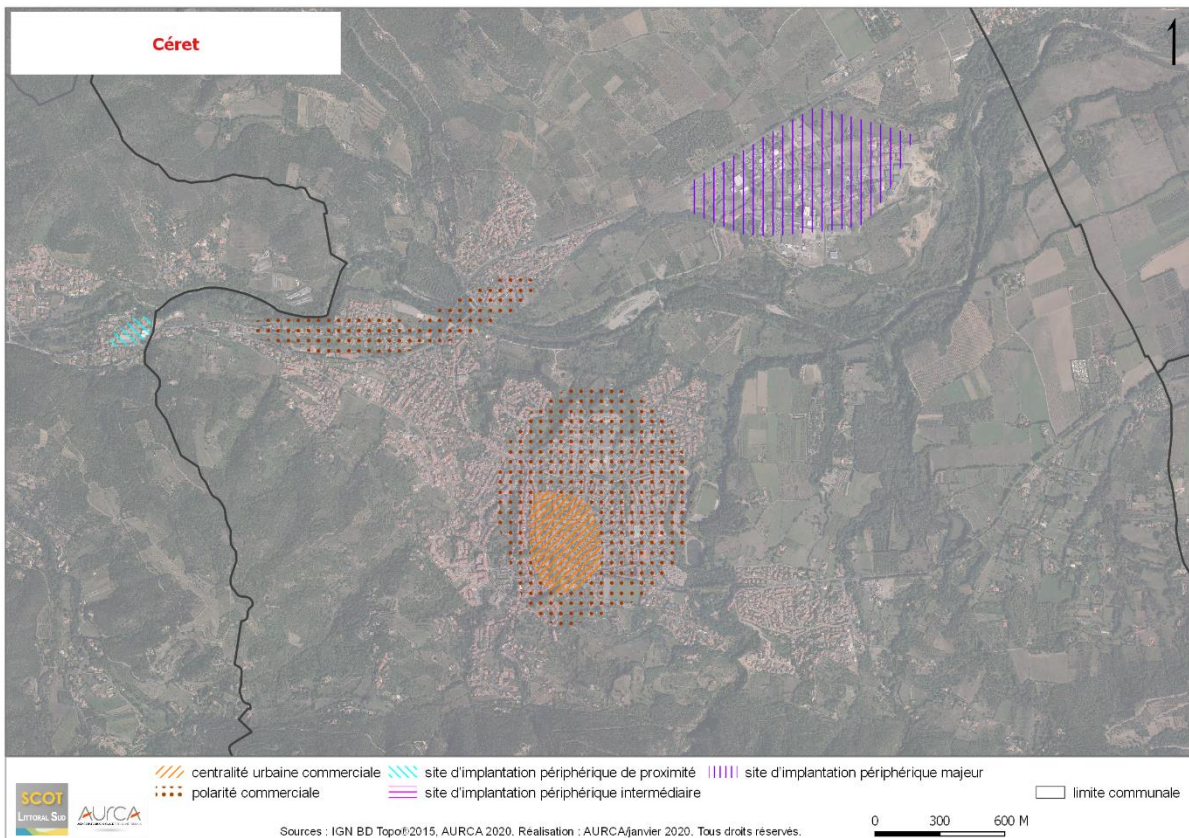 Céret
1
centralité urbaine commerciale
site d'implantation périphérique de proximité
site d'implantation périphérique majeur
polarité commerciale
site d'implantation périphérique intermédiaire
limite communale
SCOT
LITTORAL SUD
AURCA
Sources : IGN BD Topo®2015, AURCA 2020. Réalisation : AURCA/janvier 2020. Tous droits réservés.
0 300 600 M